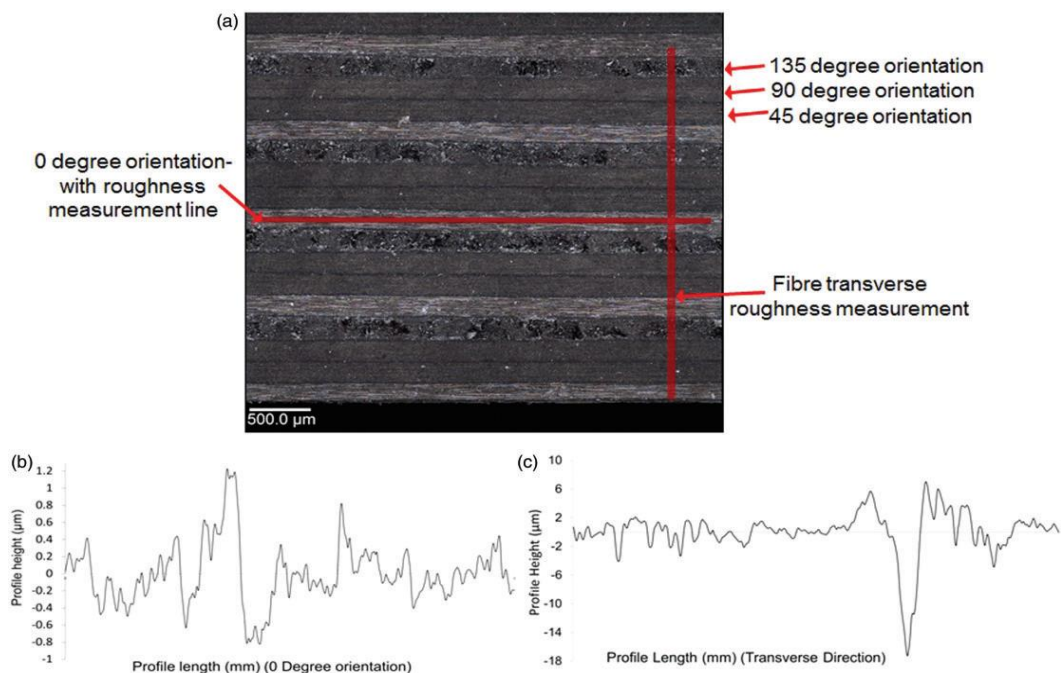 (a)
135 degree orientation
90 degree orientation
45 degree orientation
0 degree orientation-
with roughness
measurement line
Fibre transverse
roughness measurement
500.0 µm
(b)
1.2
0.8
0.4
0.2
0
-0.2
-0.4
-0.6
-0.8
-1
Profile height (µm)
Profile length (mm) (0 Degree orientation)
(c)
10
6
2
-2
-6
-10
-14
-18
Profile Height (µm)
Profile Length (mm) (Transverse Direction)